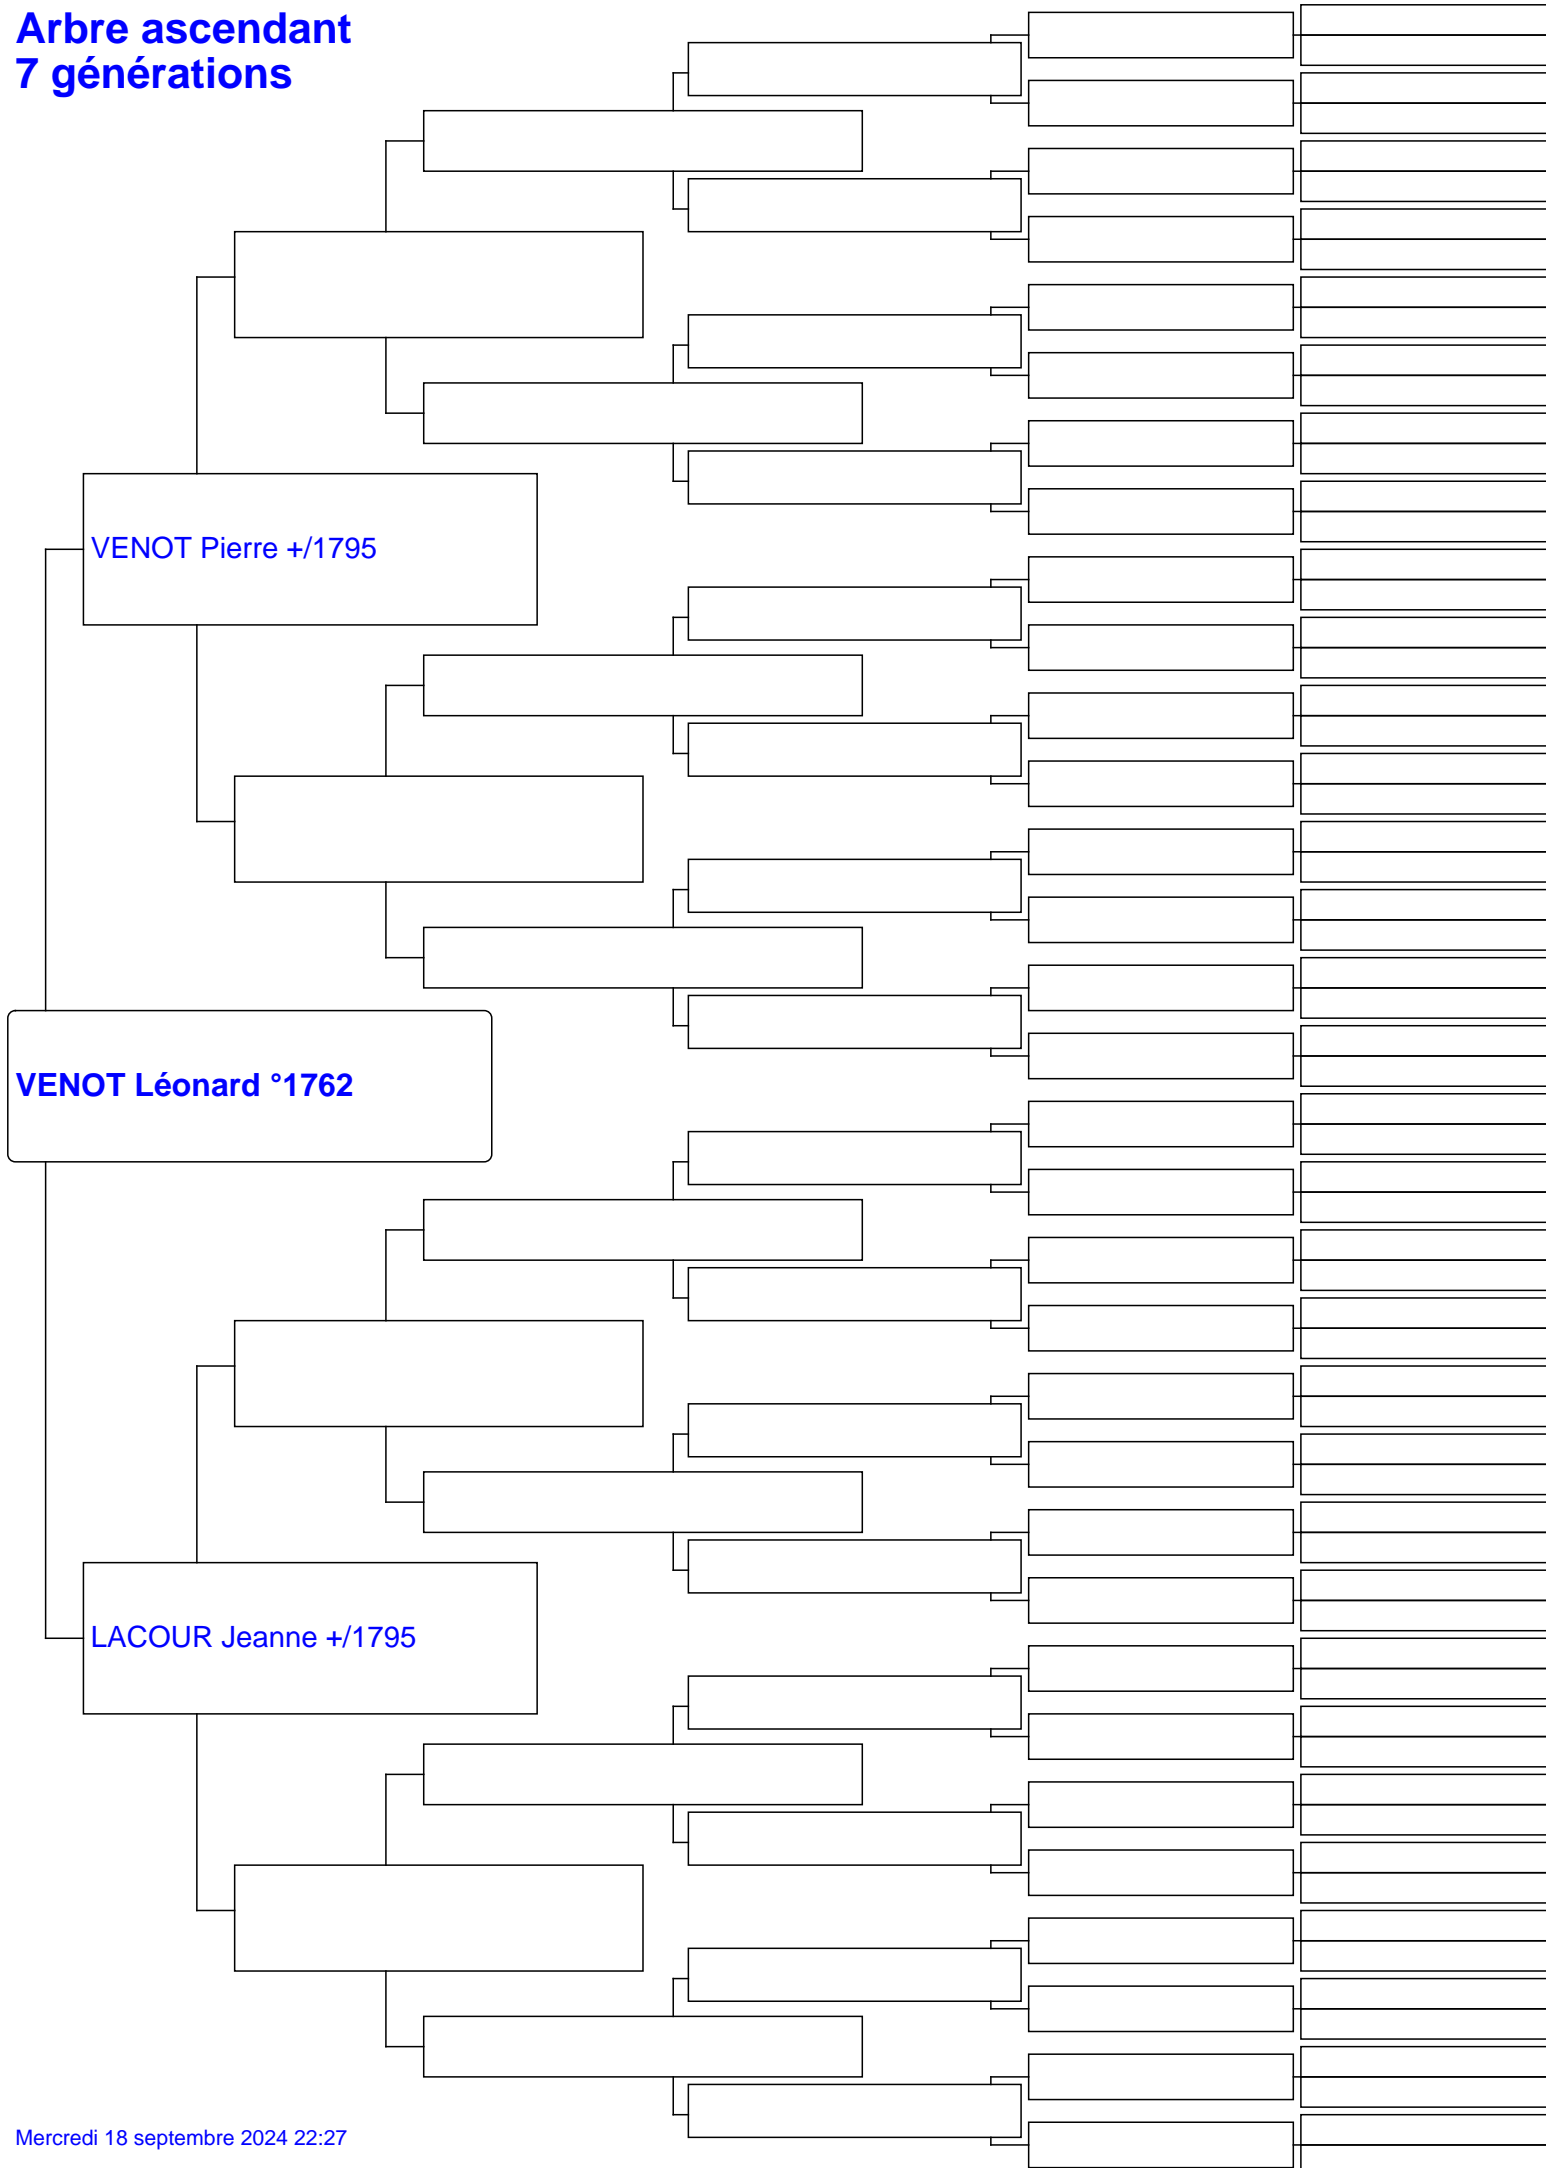 Arbre ascendant
7 générations
VENOT Pierre +/1795
VENOT Léonard °1762
LACOUR Jeanne +/1795
Mercredi 18 septembre 2024 22:27